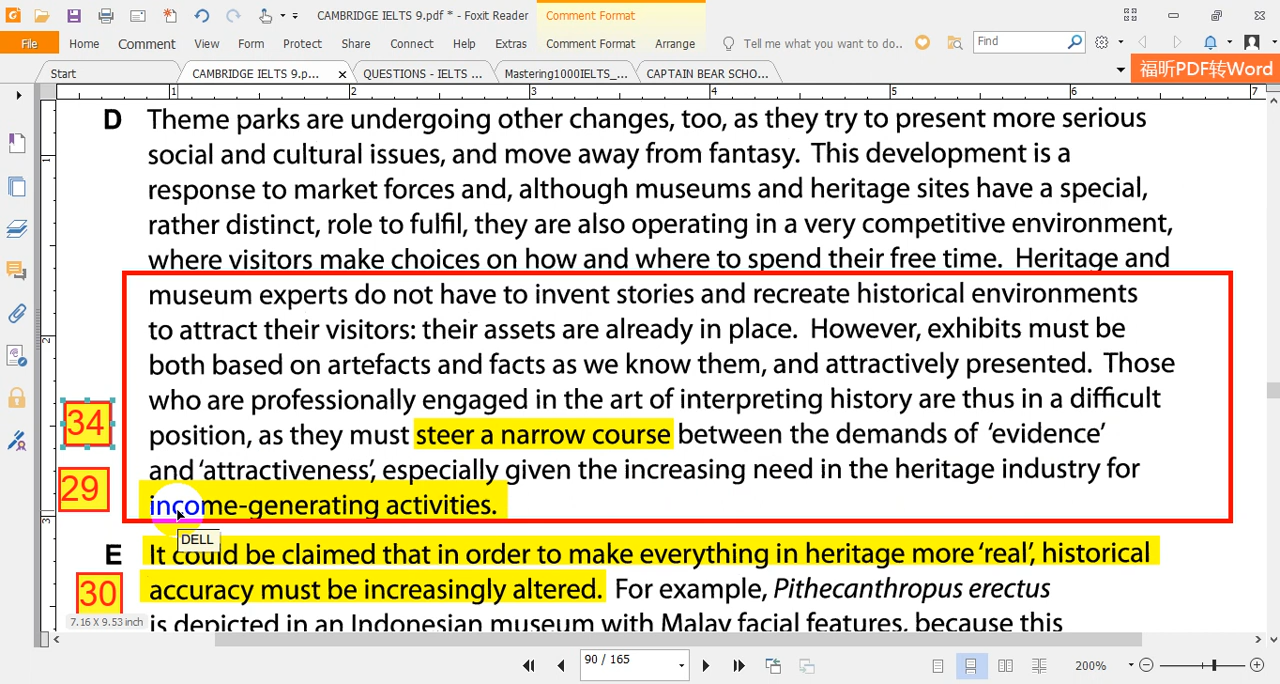 CAMBRIDGE IELTS 9.pdf * - Foxit Reader
Comment Format
File
Home
Comment
View
Form
Protect
Share
Connect
Help
Extras
Comment Format
Arrange
Tell me what you want to do..
Find
Start
CAMBRIDGE IELTS 9.p...
QUESTIONS - IELTS ...
Mastering1000IELTS_...
CAPTAIN BEAR SCHO...
福昕PDF转Word
1 2 3 4 5 6 7
D Theme parks are undergoing other changes, too, as they try to present more serious
social and cultural issues, and move away from fantasy. This development is a
response to market forces and, although museums and heritage sites have a special,
rather distinct, role to fulfil, they are also operating in a very competitive environment,
where visitors make choices on how and where to spend their free time. Heritage and
museum experts do not have to invent stories and recreate historical environments
to attract their visitors: their assets are already in place. However, exhibits must be
both based on artefacts and facts as we know them, and attractively presented. Those
who are professionally engaged in the art of interpreting history are thus in a difficult
34
position, as they must steer a narrow course between the demands of ‘evidence’
and ‘attractiveness’, especially given the increasing need in the heritage industry for
29
income-generating activities.
DELL
E It could be claimed that in order to make everything in heritage more ‘real’, historical
30
accuracy must be increasingly altered. For example, Pithecanthropus erectus
is depicted in an Indonesian museum with Malay facial features, because this
7.16 X 9.53 inch
90 / 165
200%